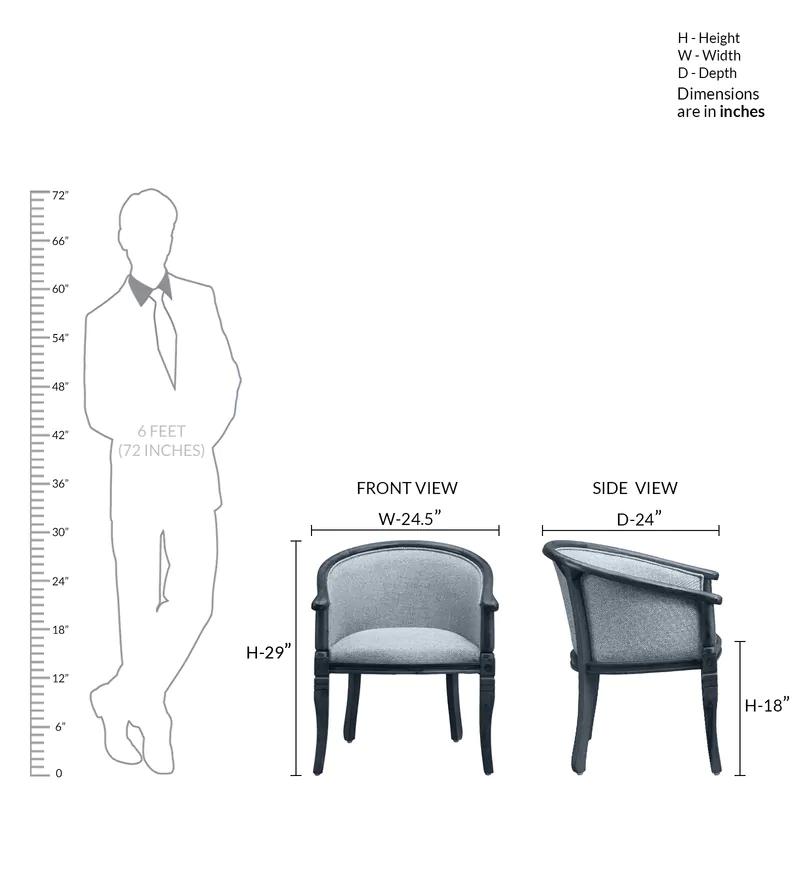 H - Height
W - Width
D - Depth
Dimensions
are in inches
72"
66"
60"
54"
48"
42"
36"
30"
24"
18"
12"
6"
0
6 FEET
(72 INCHES)
FRONT VIEW
W-24.5"
H-29"
SIDE VIEW
D-24"
H-18"